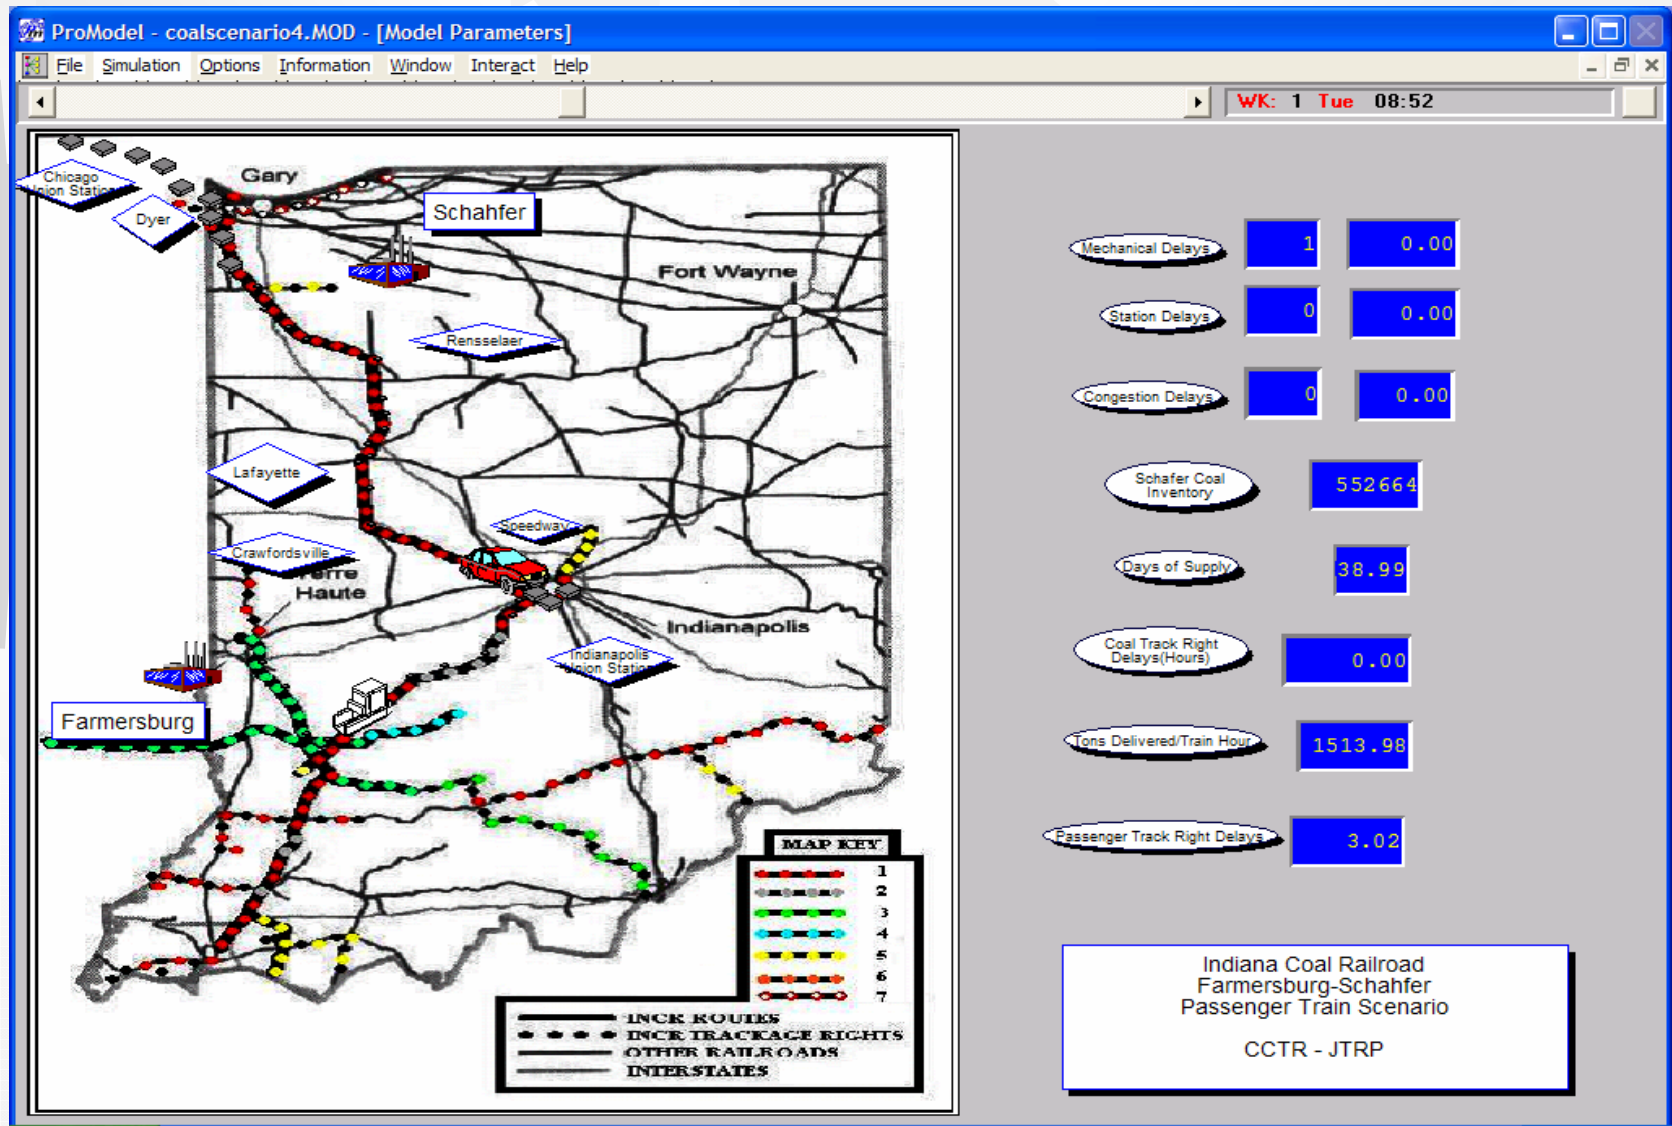 ProModel - coalscenario4.MOD - [Model Parameters]
File Simulation Options Information Window Interact Help
WK: 1 Tue 08:52
Chicago
Union Station
Gary
Dyer
Schahfer
Fort Wayne
Rensselaer
Lafayette
Speedway
Crawfordsville
Terre
Haute
Indianapolis
Indianapolis
Union Station
Farmersburg
MAP KEY
1
2
3
4
5
6
7
INCR ROUTES
INCR TRACKAGE RIGHTS
OTHER RAILROADS
INTERSTATES
Mechanical Delays 1 0.00
Station Delays 0 0.00
Congestion Delays 0 0.00
Schafer Coal
Inventory
552664
Days of Supply 38.99
Coal Track Right
Delays(Hours)
0.00
Tons Delivered/Train Hour 1513.98
Passenger Track Right Delays 3.02
Indiana Coal Railroad
Farmersburg-Schahfer
Passenger Train Scenario
CCTR - JTRP